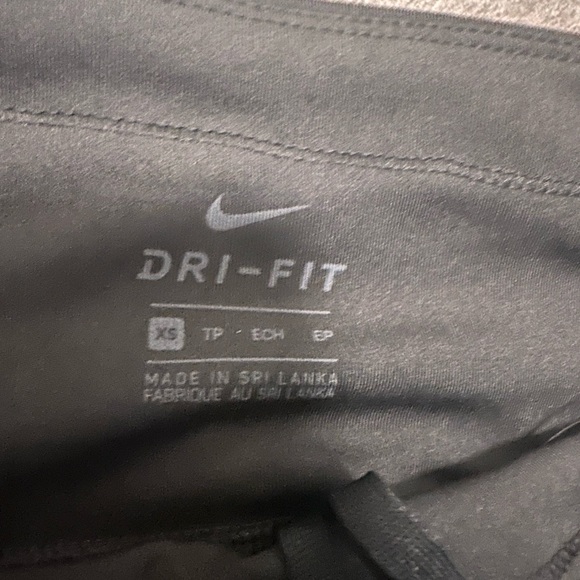 DRI-FIT
XS TP ECH EP
MADE IN SRI LANKA
FABRIQUE AU SRI LANKA